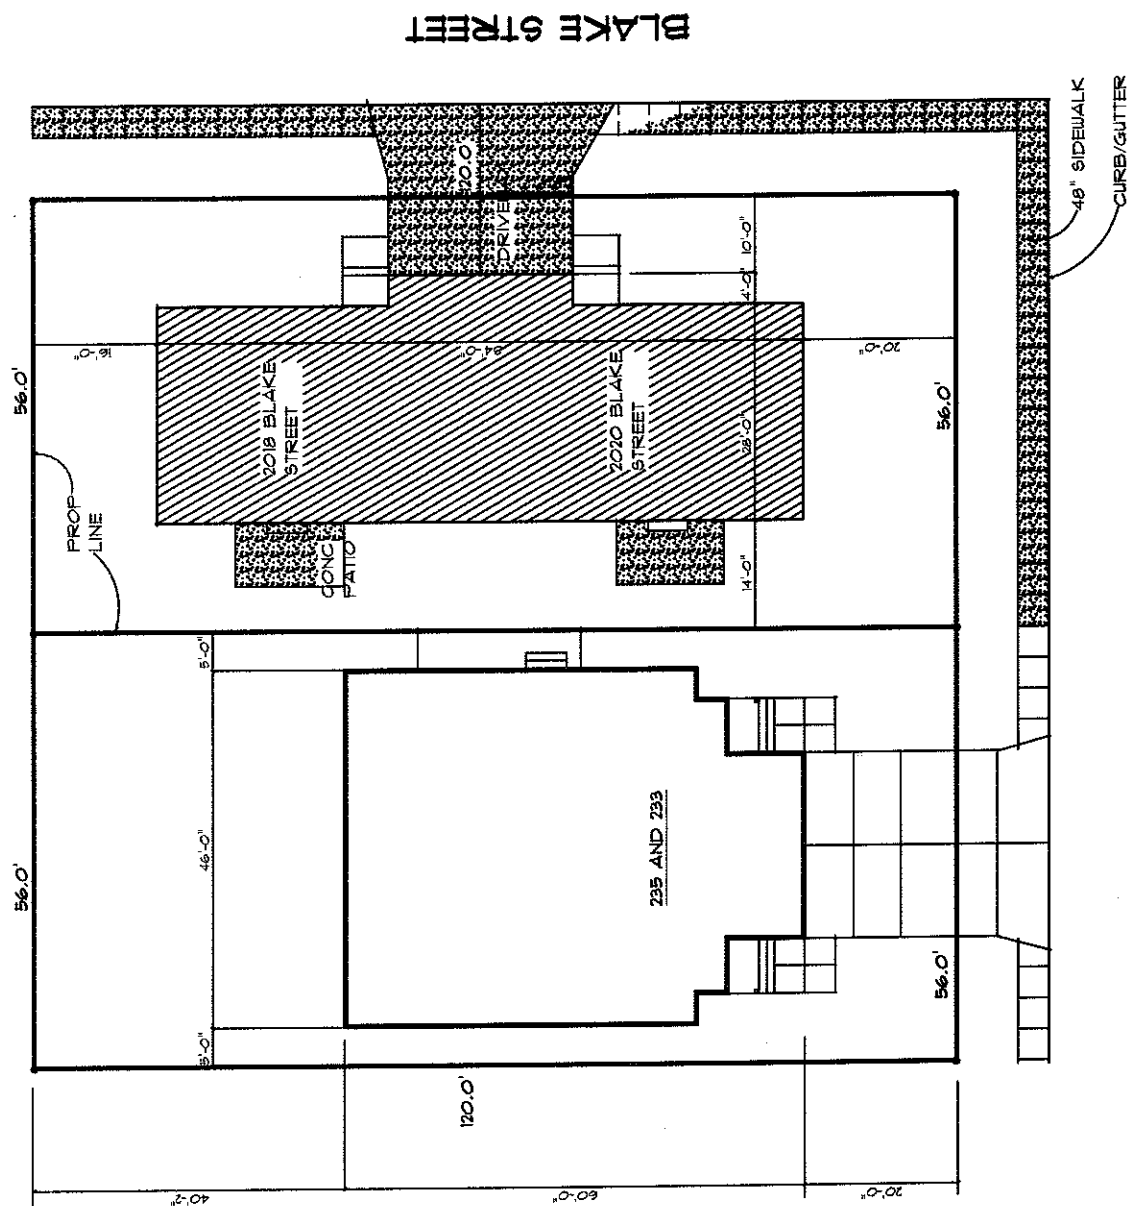 BLAKE STREET
48" SIDEWALK
CURB/GUTTER
20.0'
10'-0"
4'-0"
16'-0"
84'-0"
20'-0"
56.0'
2018 BLAKE
STREET
2020 BLAKE
STREET
28'-0"
56.0'
PROP
LINE
CONC
PATIO
14'-0"
5'-0"
46'-0"
235 AND 233
56.0'
56.0'
5'-0"
120.0'
40'-2"
60'-0"
20'-0"